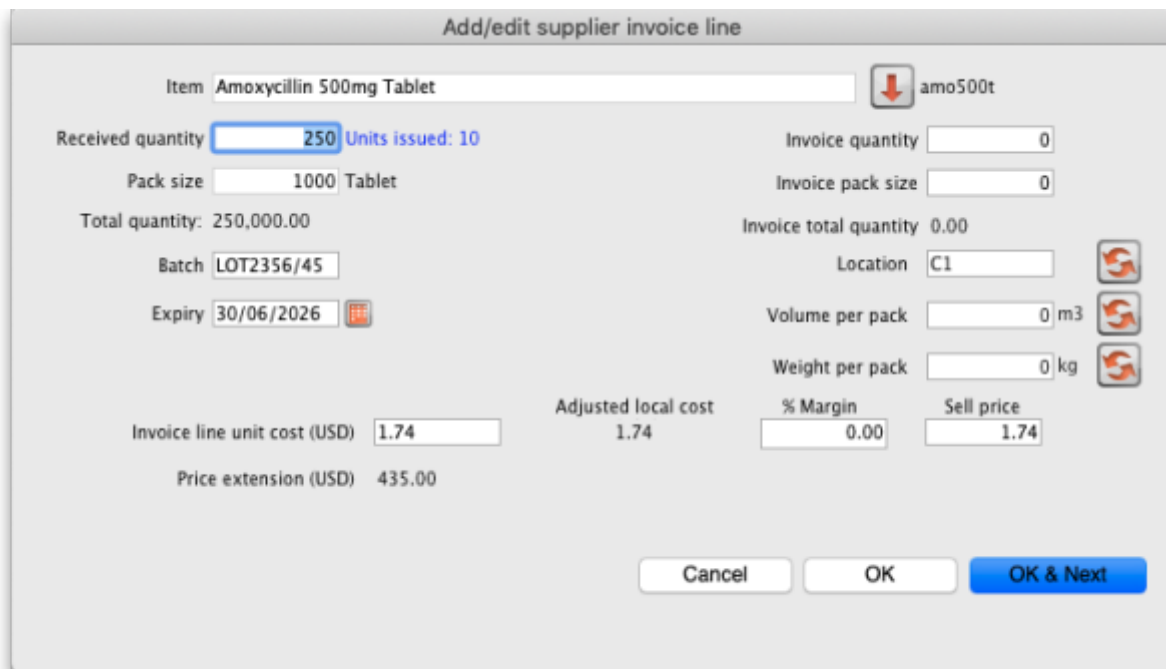 Add/edit supplier invoice line
Item Amoxycillin 500mg Tablet amo500t
Received quantity 250 Units issued: 10 Invoice quantity 0
Pack size 1000 Tablet Invoice pack size 0
Total quantity: 250,000.00 Invoice total quantity 0.00
Batch LOT2356/45 Location C1
Expiry 30/06/2026 Volume per pack 0 m3
Weight per pack 0 kg
Adjusted local cost % Margin Sell price
Invoice line unit cost (USD) 1.74 1.74 0.00 1.74
Price extension (USD) 435.00
Cancel OK OK & Next